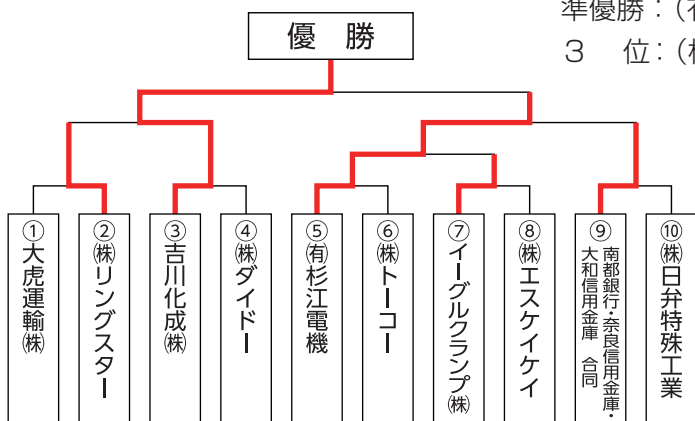 準優勝：(
３　位：(
優　勝
①大虎運輸㈱
②㈱リングスター
③吉川化成㈱
④㈱ダイドー
⑤㈲杉江電機
⑥㈱トーコー
⑦イーグルクランプ㈱
⑧㈱エスケイケイ
⑨南都銀行・奈良信用金庫・
大和信用金庫　合同
⑩㈱日弁特殊工業